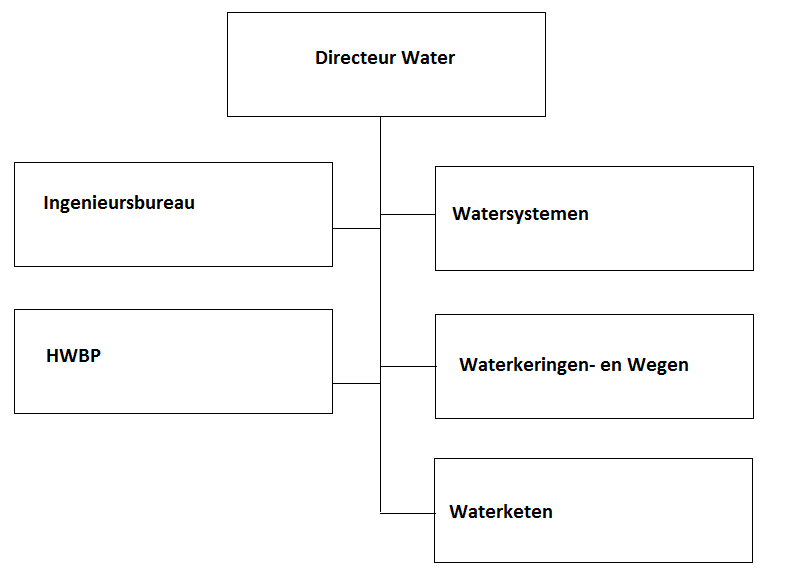 Directeur Water
Ingenieursbureau
Watersystemen
HWBP
Waterkeringen- en Wegen
Waterketen